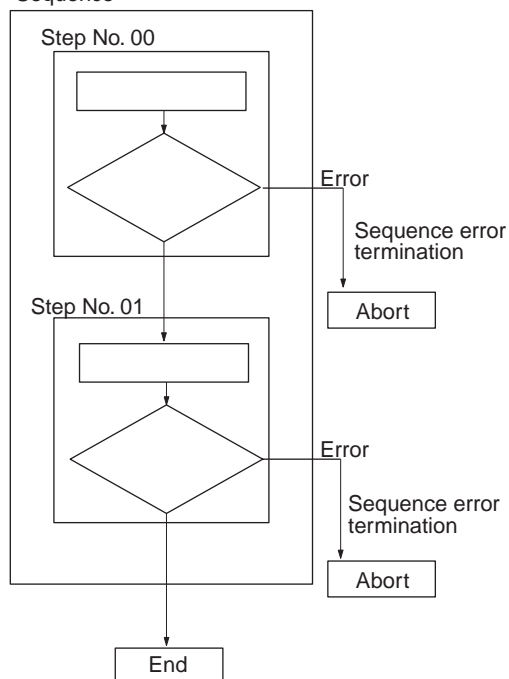 Sequence
Step No. 00
Error
Sequence error
termination
Abort
Step No. 01
Error
Sequence error
termination
Abort
End